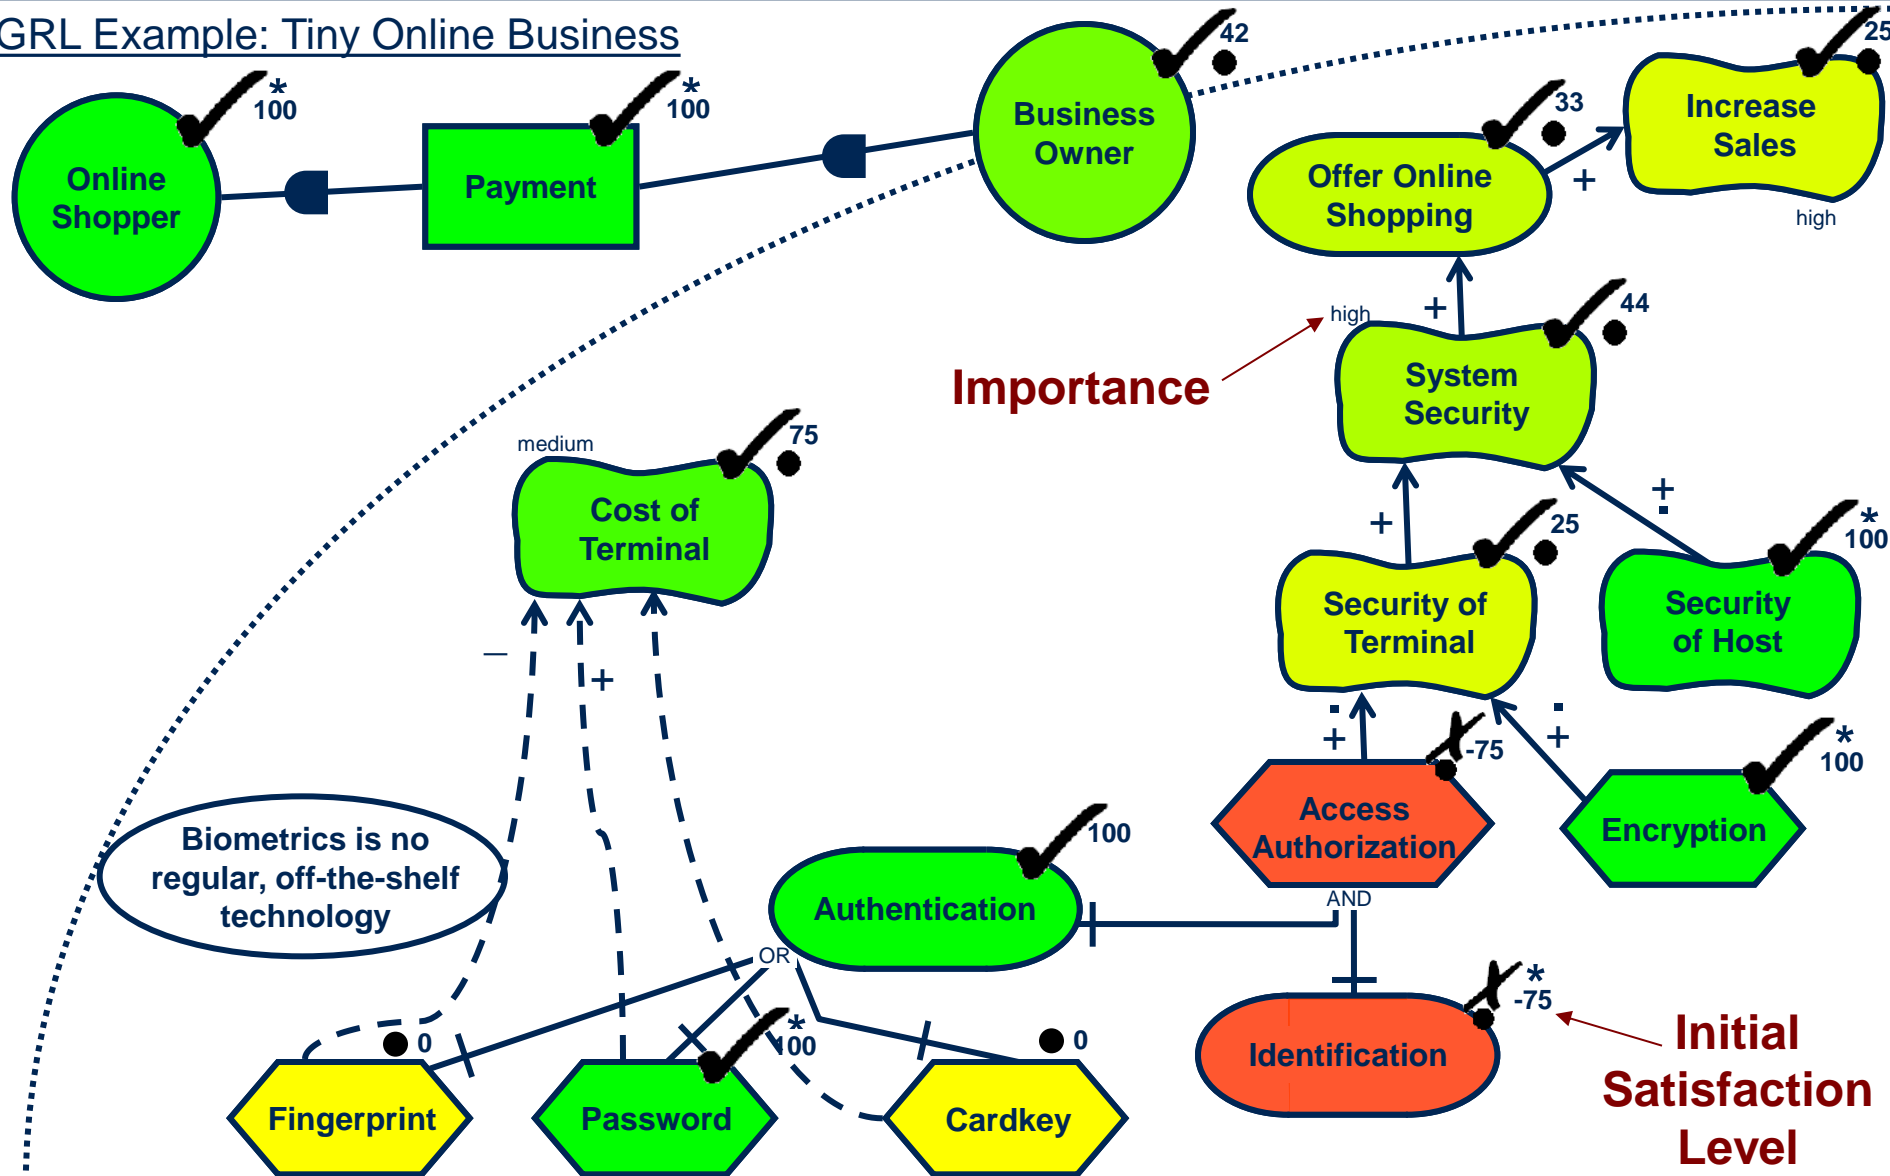 GRL Example: Tiny Online Business
*
100
Online
Shopper
*
100
Payment
42
Business
Owner
33
Offer Online
Shopping
+
25
Increase
Sales
high
high
+
44
System
Security
Importance
medium
75
Cost of
Terminal
+
25
Security of
Terminal
+
*
100
Security
of Host
–
+
+
-75
Access
Authorization
+
*
100
Encryption
AND
Biometrics is no
regular, off-the-shelf
technology
100
Authentication
OR
0
Fingerprint
*
100
Password
0
Cardkey
*
-75
Identification
Initial
Satisfaction
Level